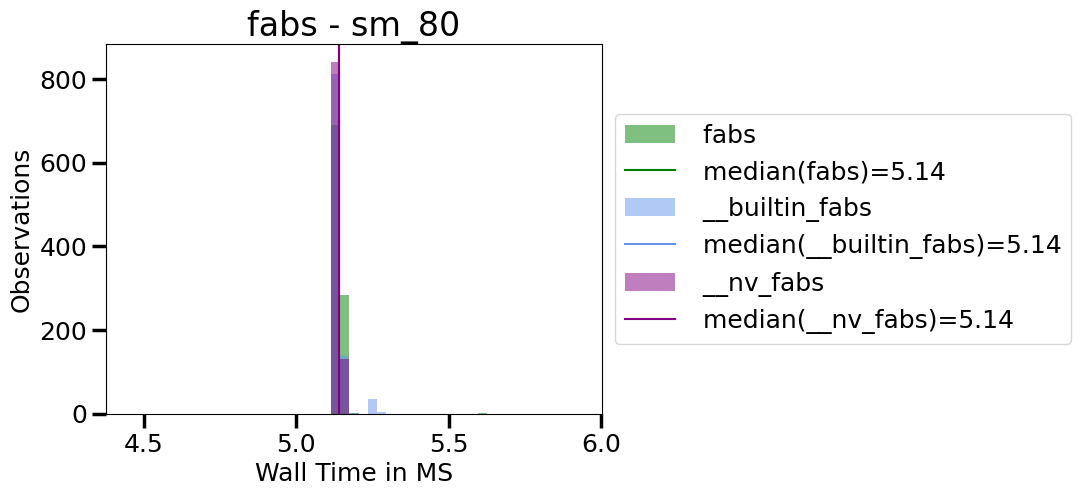 fabs - sm_80
Observations
800
600
400
200
0
4.5 5.0 5.5 6.0
Wall Time in MS
fabs
median(fabs)=5.14
__builtin_fabs
median(__builtin_fabs)=5.14
__nv_fabs
median(__nv_fabs)=5.14